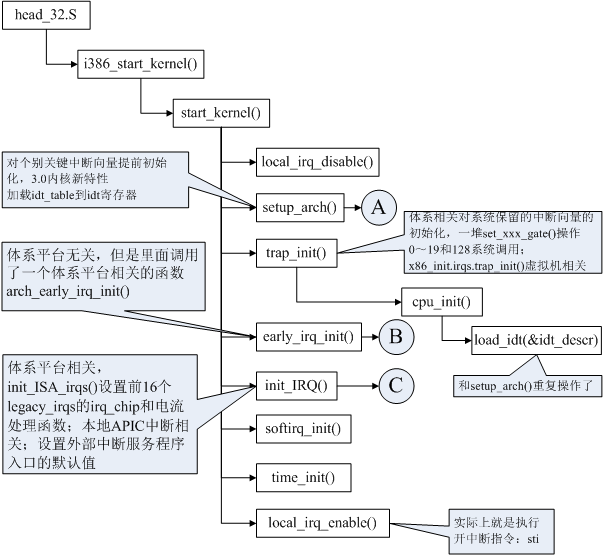 head_32.S
i386_start_kernel()
start_kernel()
local_irq_disable()
对个别关键中断向量提前初始
化，3.0内核新特性
加载idt_table到idt寄存器
setup_arch()
A
体系相关对系统保留的中断向量的
初始化，一堆set_xxx_gate()操作
0～19和128系统调用；
x86_init.irqs.trap_init()虚拟机相关
trap_init()
体系平台无关，但是里面调用
了一个体系平台相关的函数
arch_early_irq_init()
cpu_init()
early_irq_init()
B
load_idt(&idt_descr)
和setup_arch()重复操作了
体系平台相关，
init_ISA_irqs()设置前16个
legacy_irqs的irq_chip和电流
处理函数；本地APIC中断相
关；设置外部中断服务程序
入口的默认值
init_IRQ()
C
softirq_init()
time_init()
local_irq_enable()
实际上就是执行
开中断指令：sti